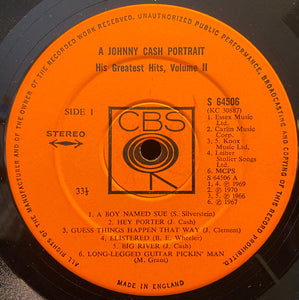 ALL RIGHTS OF THE MANUFACTURER AND OF THE OWNER OF THE RECORDED WORK RESERVED. UNAUTHORISED PUBLIC PERFORMANCE, BROADCASTING AND COPYING OF THIS RECORD PROHIBITED
A JOHNNY CASH PORTRAIT
His Greatest Hits, Volume II
S 64506
(KC 30887)
SIDE 1
1. Essex Music Ltd.
2. Carlin Music Corp.
3. 5. Knox Music Ltd,
4. Leiber Stoller Songs Ltd.
6. MCPS
STEREO
CBS
33⅓
S 64506 A
1. 4. ℗ 1969
2. ℗ 1970
3. 5. ℗ 1966
6. ℗ 1967
1. A BOY NAMED SUE (S. Silverstein)
2. HEY PORTER (J. Cash)
3. GUESS THINGS HAPPEN THAT WAY (J. Clement)
4. BLISTERED (B. E. Wheeler)
5. BIG RIVER (J. Cash)
6. LONG-LEGGED GUITAR PICKIN' MAN
(M. Grant)
MADE IN ENGLAND